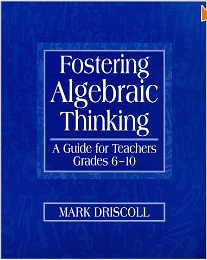 Fostering
Algebraic
Thinking
A Guide for Teachers
Grades 6–10
MARK DRISCOLL